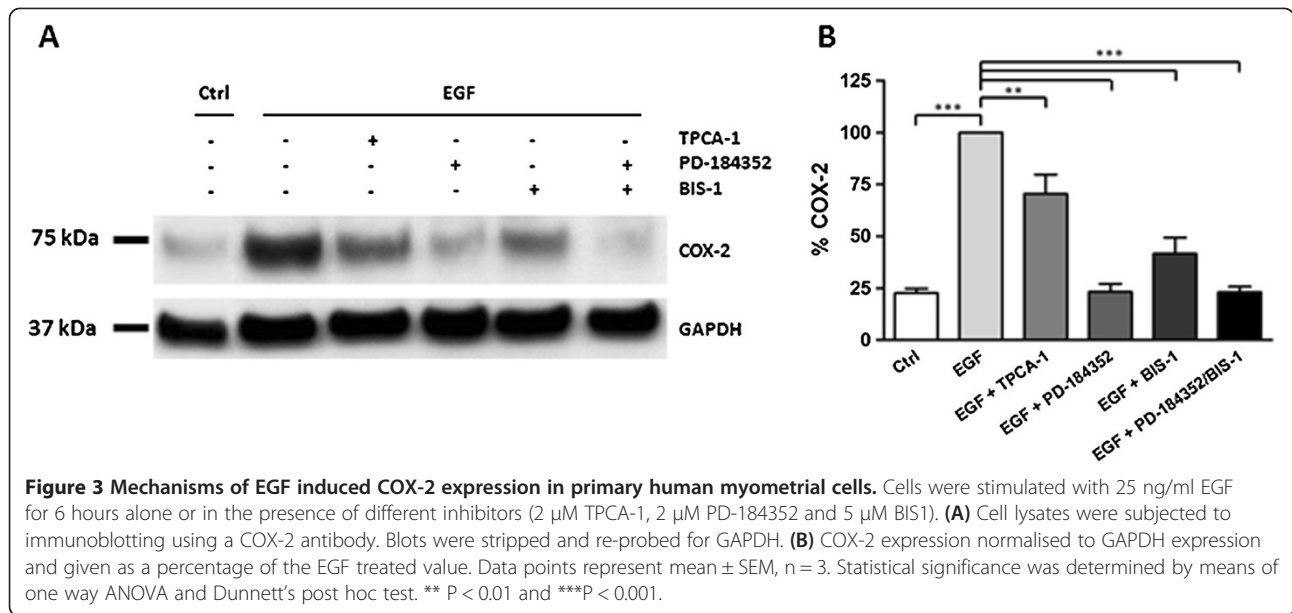 A
Ctrl EGF
- - + - - - TPCA-1
- - - + - + PD-184352
- - - - + + BIS-1
75 kDa COX-2
37 kDa GAPDH
B
***
*** **
125
100
75
50
25
0
% COX-2
Ctrl
EGF
EGF + TPCA-1
EGF + PD-184352
EGF + BIS-1
EGF + PD-184352/BIS-1
Figure 3 Mechanisms of EGF induced COX-2 expression in primary human myometrial cells. Cells were stimulated with 25 ng/ml EGF
for 6 hours alone or in the presence of different inhibitors (2 μM TPCA-1, 2 μM PD-184352 and 5 μM BIS1). (A) Cell lysates were subjected to
immunoblotting using a COX-2 antibody. Blots were stripped and re-probed for GAPDH. (B) COX-2 expression normalised to GAPDH expression
and given as a percentage of the EGF treated value. Data points represent mean ± SEM, n = 3. Statistical significance was determined by means of
one way ANOVA and Dunnett's post hoc test. ** P < 0.01 and ***P < 0.001.